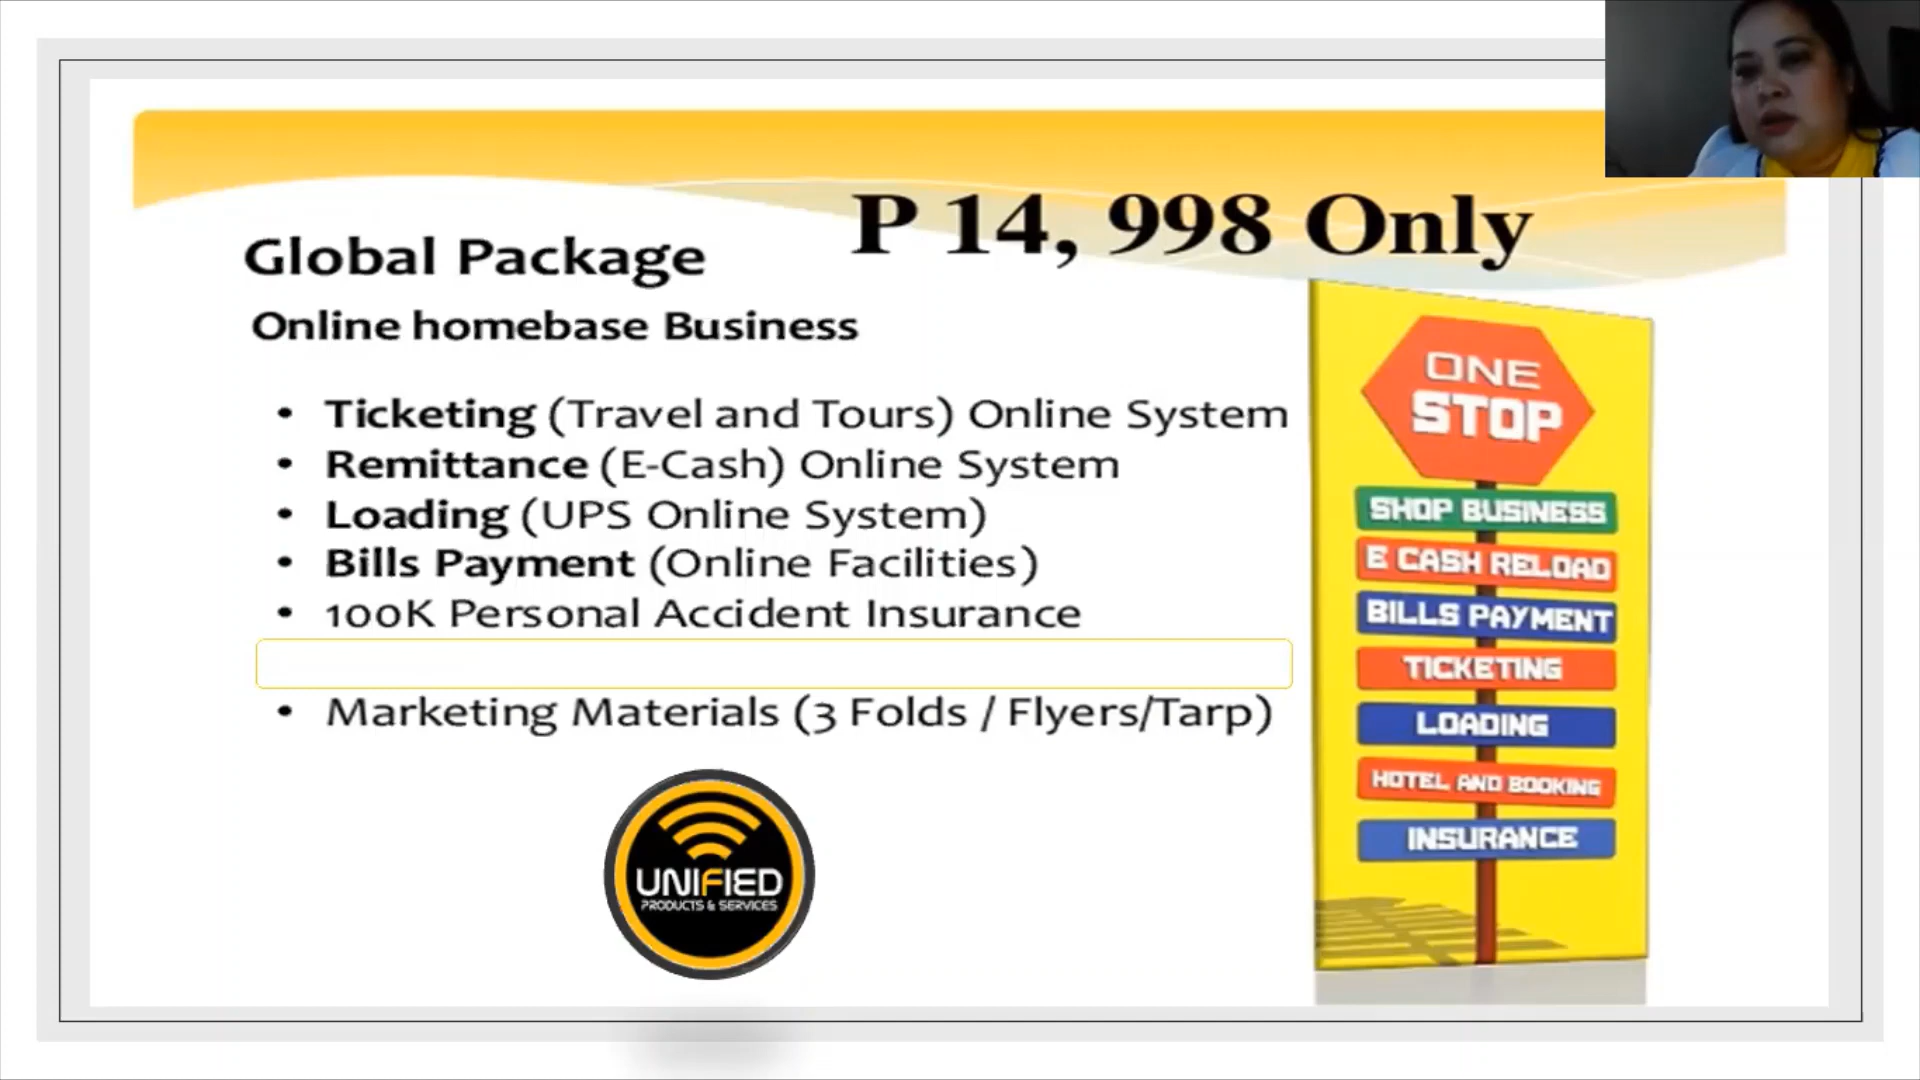 P 14, 998 Only
Global Package
Online homebase Business
• Ticketing (Travel and Tours) Online System
• Remittance (E-Cash) Online System
• Loading (UPS Online System)
• Bills Payment (Online Facilities)
• 100K Personal Accident Insurance
• Marketing Materials (3 Folds / Flyers/Tarp)
UNIFIED
PRODUCTS & SERVICES
ONE
STOP
SHOP BUSINESS
E CASH RELOAD
BILLS PAYMENT
TICKETING
LOADING
HOTEL AND BOOKING
INSURANCE